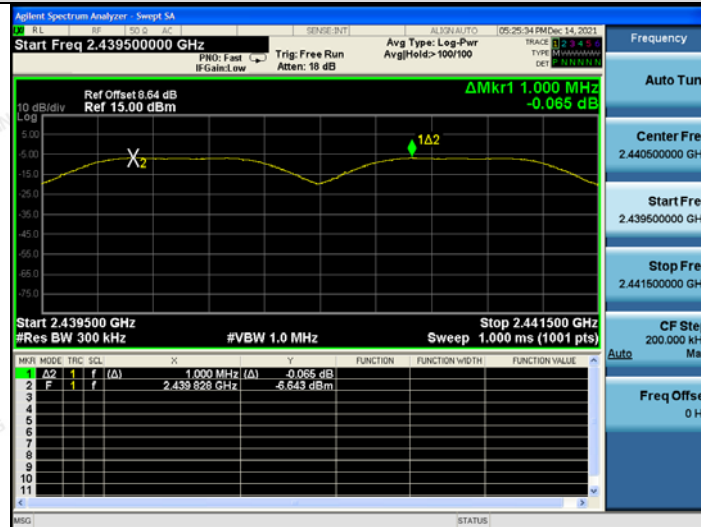 Agilent Spectrum Analyzer - Swept SA
RL RF 50 Ω AC SENSE:INT ALIGNAUTO 05:25:34 PM Dec 14, 2021
Start Freq 2.439500000 GHz
PNO: Fast
IFGain:Low
Trig: Free Run
Atten: 18 dB
Avg Type: Log-Pwr
Avg|Hold:>100/100
TRACE 1 2 3 4 5 6
TYPE M
DET P N N N N N
Ref Offset 8.64 dB
Ref 15.00 dBm
ΔMkr1 1.000 MHz
-0.065 dB
10 dB/div
Log
5.00
-5.00
-15.0
-25.0
-35.0
-45.0
-55.0
-65.0
-75.0
X2
1Δ2
Start 2.439500 GHz Stop 2.441500 GHz
#Res BW 300 kHz #VBW 1.0 MHz Sweep 1.000 ms (1001 pts)
MKR MODE TRC SCL X Y FUNCTION FUNCTION WIDTH FUNCTION VALUE
1 Δ2 1 f (Δ) 1.000 MHz (Δ) -0.065 dB
2 F 1 f 2.439 828 GHz -6.643 dBm
3
4
5
6
7
8
9
10
11
MSG STATUS
Frequency
Auto Tun
Center Fre
2.440500000 GH
Start Fre
2.439500000 GH
Stop Fre
2.441500000 GH
CF Ste
200.000 kH
Auto Ma
Freq Offse
0 H